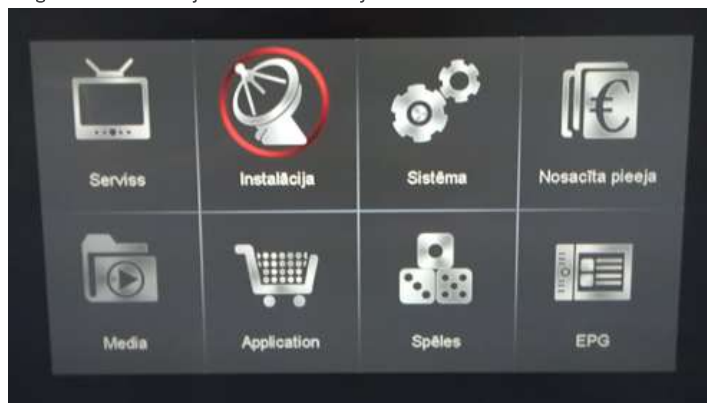 Serviss
Instalācija
Sistēma
Nosacīta pieeja
Media
Application
Spēles
EPG